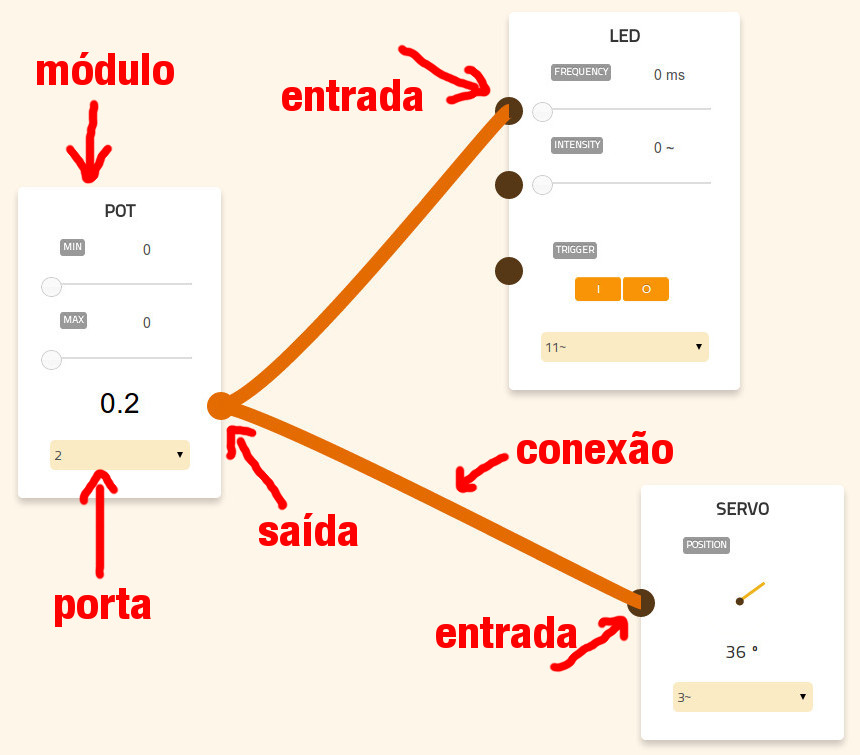 módulo
POT
MIN
0
MAX
0
0.2
2
porta
saída
entrada
LED
FREQUENCY
0 ms
INTENSITY
0 ~
TRIGGER
I
O
11~
conexão
entrada
SERVO
POSITION
36 º
3~